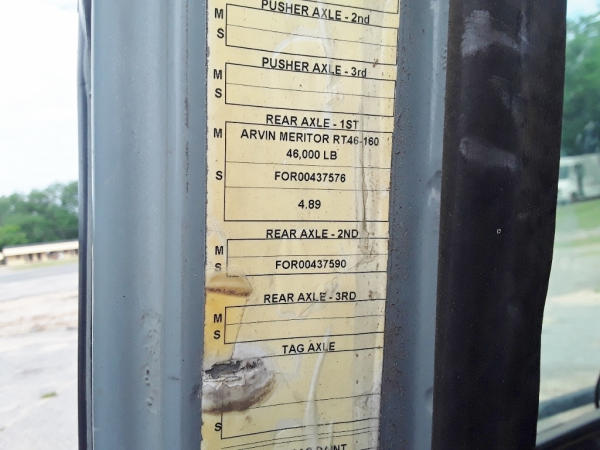 PUSHER AXLE - 2nd
M
S
PUSHER AXLE - 3rd
M
S
REAR AXLE - 1ST
M ARVIN MERITOR RT46-160
46,000 LB
S FOR00437576
4.89
REAR AXLE - 2ND
M
S FOR00437590
REAR AXLE - 3RD
M
S
TAG AXLE
S